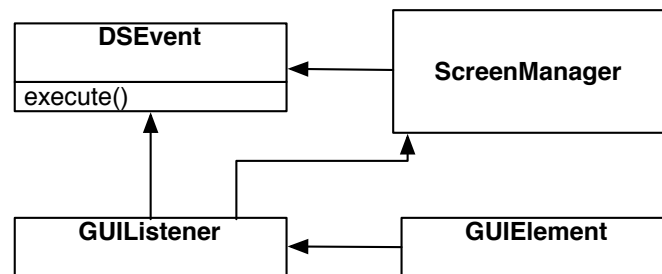 DSEvent
execute()
ScreenManager
GUIListener
GUIElement